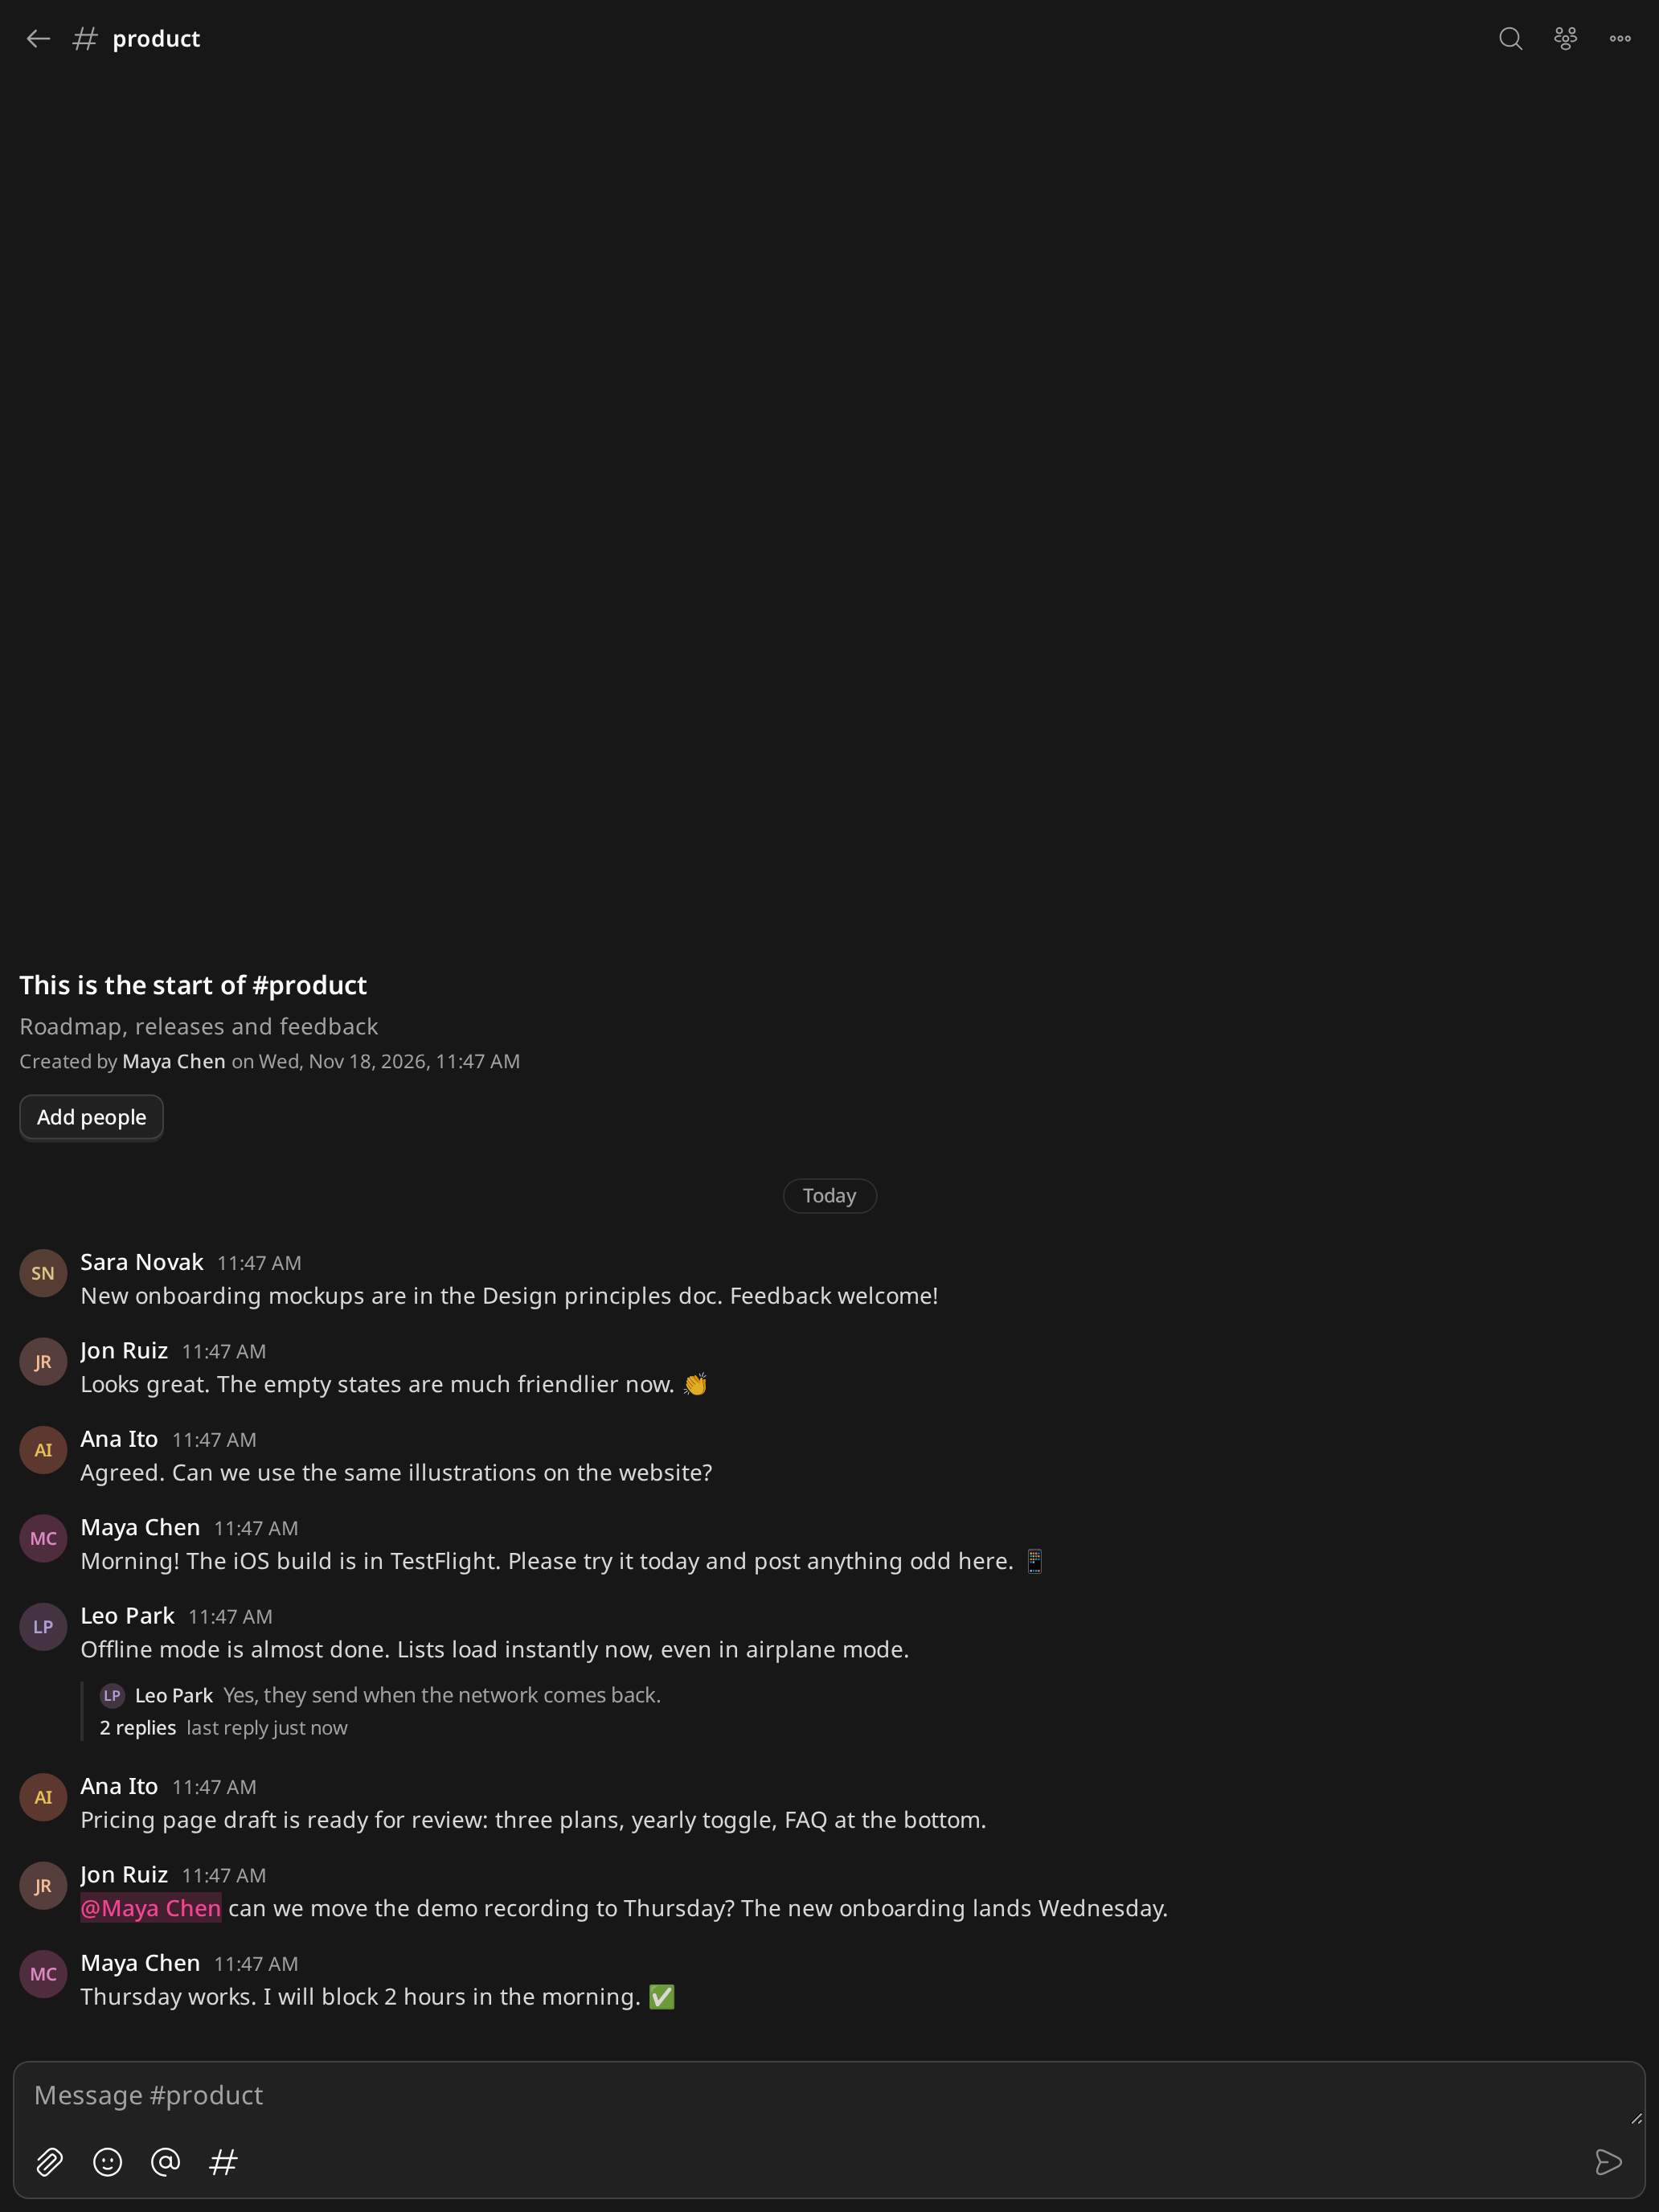 # product
This is the start of #product
Roadmap, releases and feedback
Created by Maya Chen on Wed, Nov 18, 2026, 11:47 AM
Add people
Today
SN
Sara Novak 11:47 AM
New onboarding mockups are in the Design principles doc. Feedback welcome!
JR
Jon Ruiz 11:47 AM
Looks great. The empty states are much friendlier now. 👏
AI
Ana Ito 11:47 AM
Agreed. Can we use the same illustrations on the website?
MC
Maya Chen 11:47 AM
Morning! The iOS build is in TestFlight. Please try it today and post anything odd here. 📱
LP
Leo Park 11:47 AM
Offline mode is almost done. Lists load instantly now, even in airplane mode.
LP Leo Park Yes, they send when the network comes back.
2 replies last reply just now
AI
Ana Ito 11:47 AM
Pricing page draft is ready for review: three plans, yearly toggle, FAQ at the bottom.
JR
Jon Ruiz 11:47 AM
@Maya Chen can we move the demo recording to Thursday? The new onboarding lands Wednesday.
MC
Maya Chen 11:47 AM
Thursday works. I will block 2 hours in the morning. ✅
Message #product